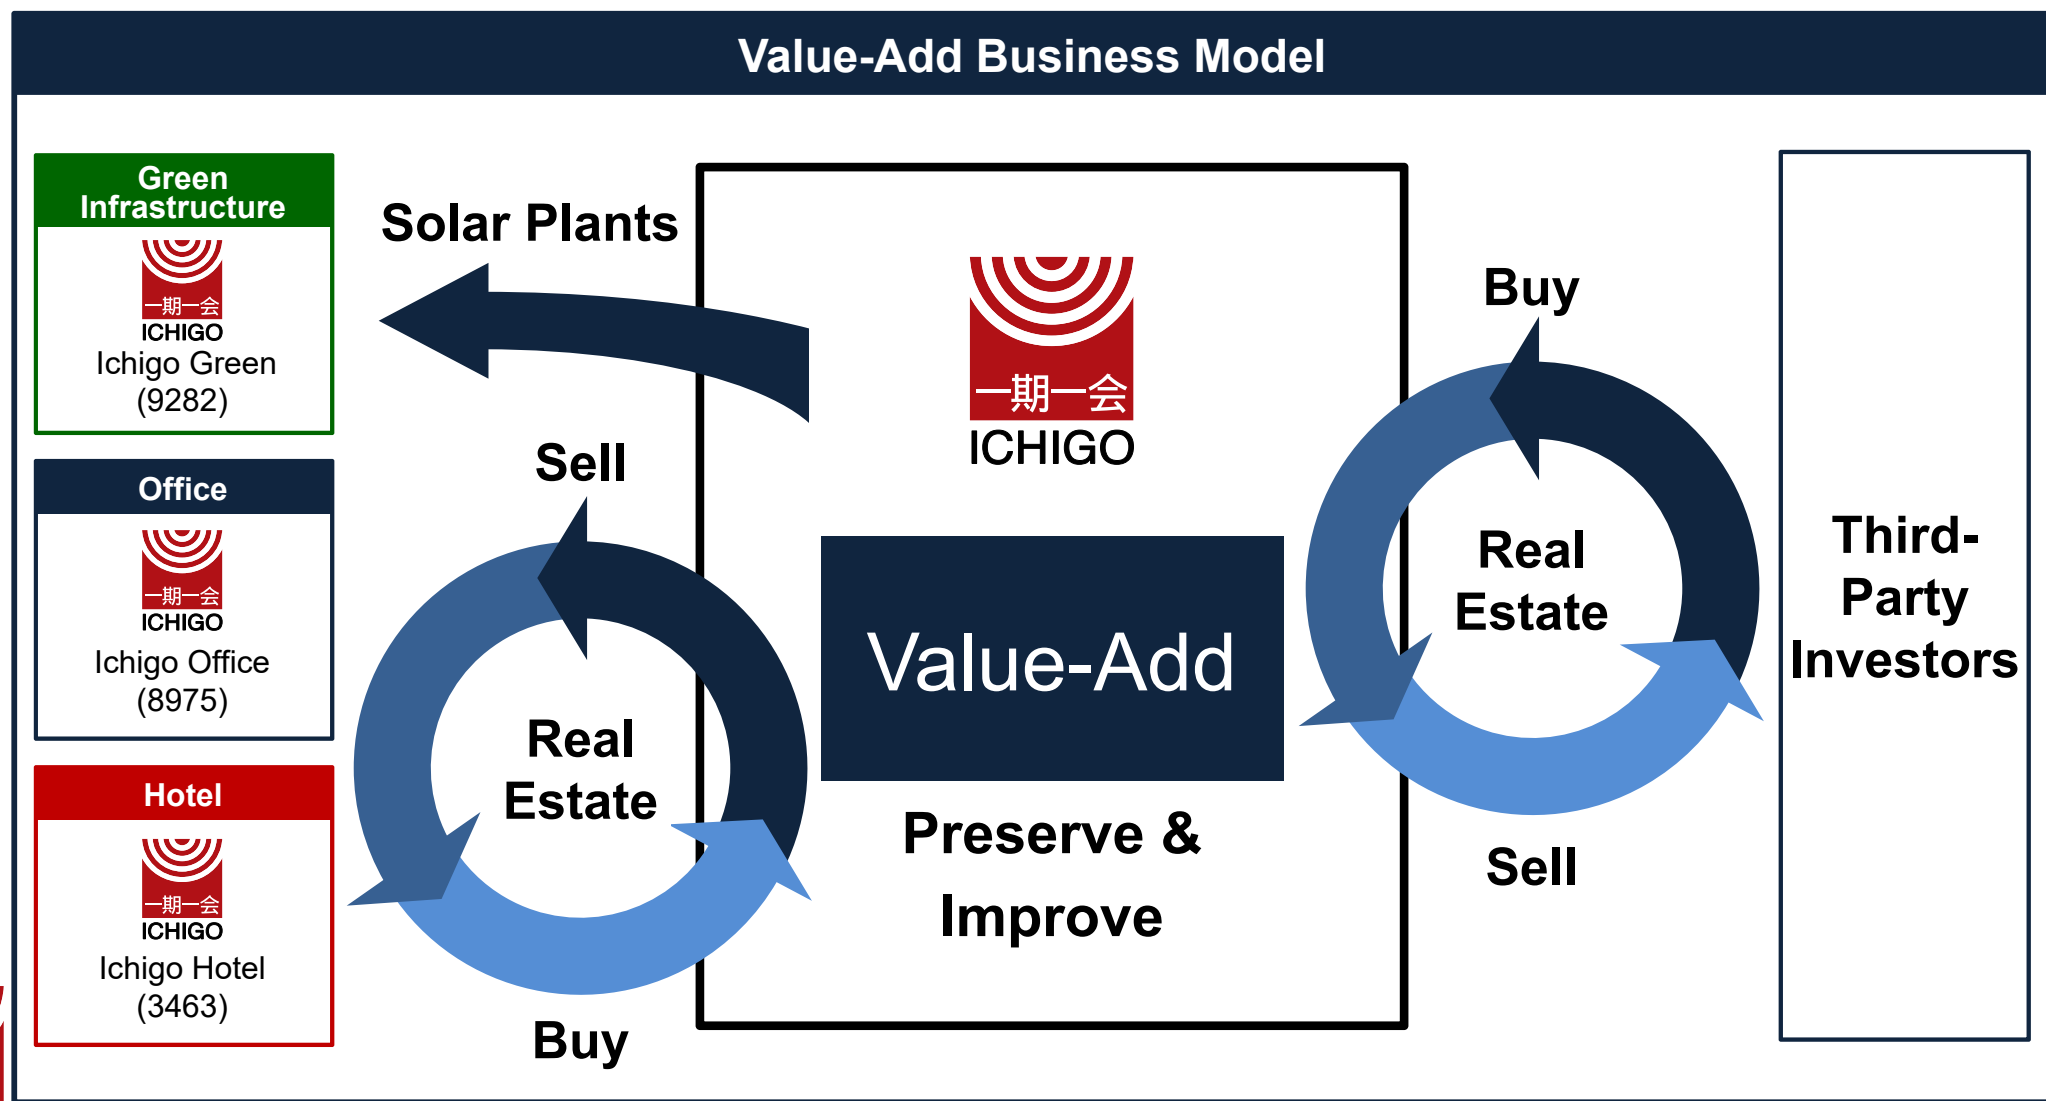 Value-Add Business Model
Green
Infrastructure
一期一会
ICHIGO
Ichigo Green
(9282)
Office
一期一会
ICHIGO
Ichigo Office
(8975)
Hotel
一期一会
ICHIGO
Ichigo Hotel
(3463)
Solar Plants
Sell
Real
Estate
Buy
一期一会
ICHIGO
Value-Add
Preserve &
Improve
Buy
Real
Estate
Sell
Third-
Party
Investors